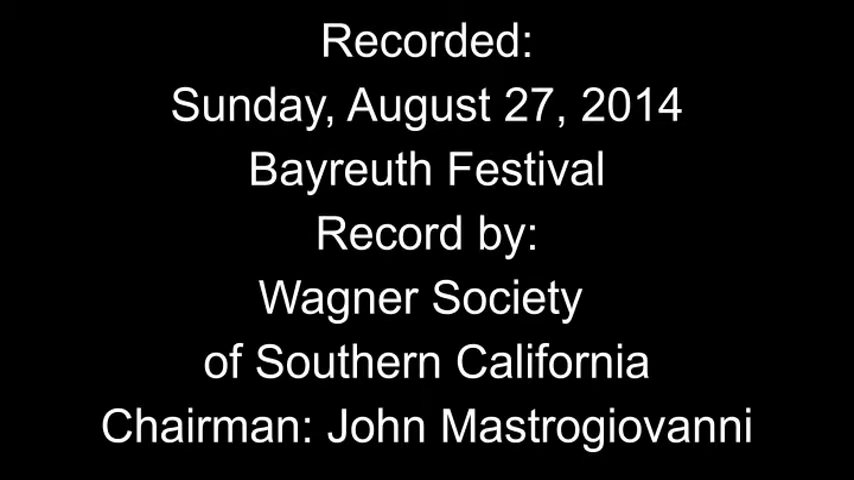 Recorded:
Sunday, August 27, 2014
Bayreuth Festival
Record by:
Wagner Society
of Southern California
Chairman: John Mastrogiovanni